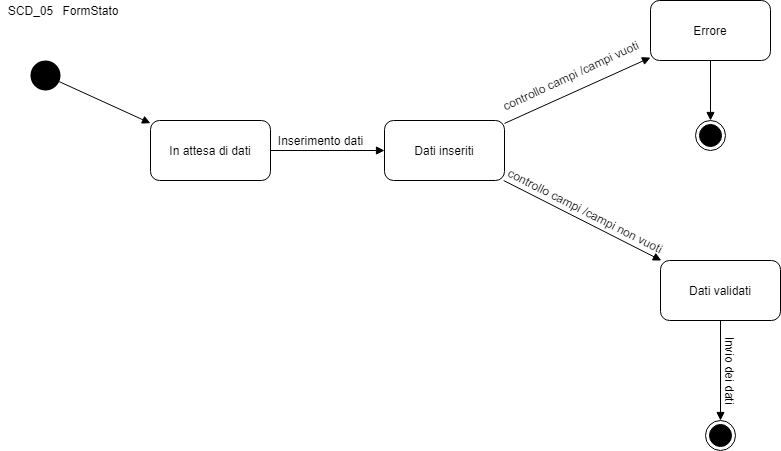 SCD_05 FormStato
Errore
controllo campi /campi vuoti
In attesa di dati
Inserimento dati
Dati inseriti
controllo campi /campi non vuoti
Dati validati
Invio dei dati